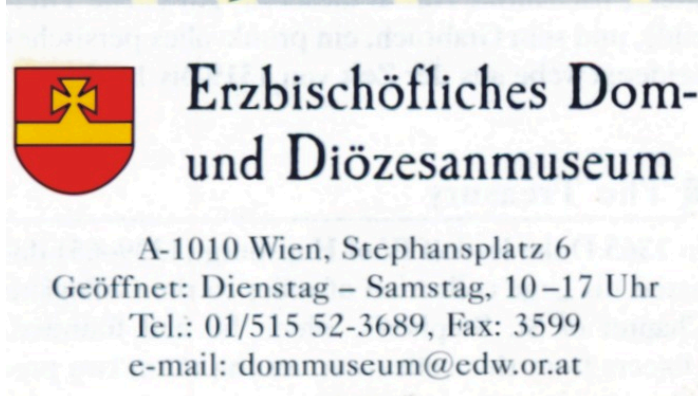 Erzbischöfliches Dom-
und Diözesanmuseum
A-1010 Wien, Stephansplatz 6
Geöffnet: Dienstag – Samstag, 10–17 Uhr
Tel.: 01/515 52-3689, Fax: 3599
e-mail: dommuseum@edw.or.at